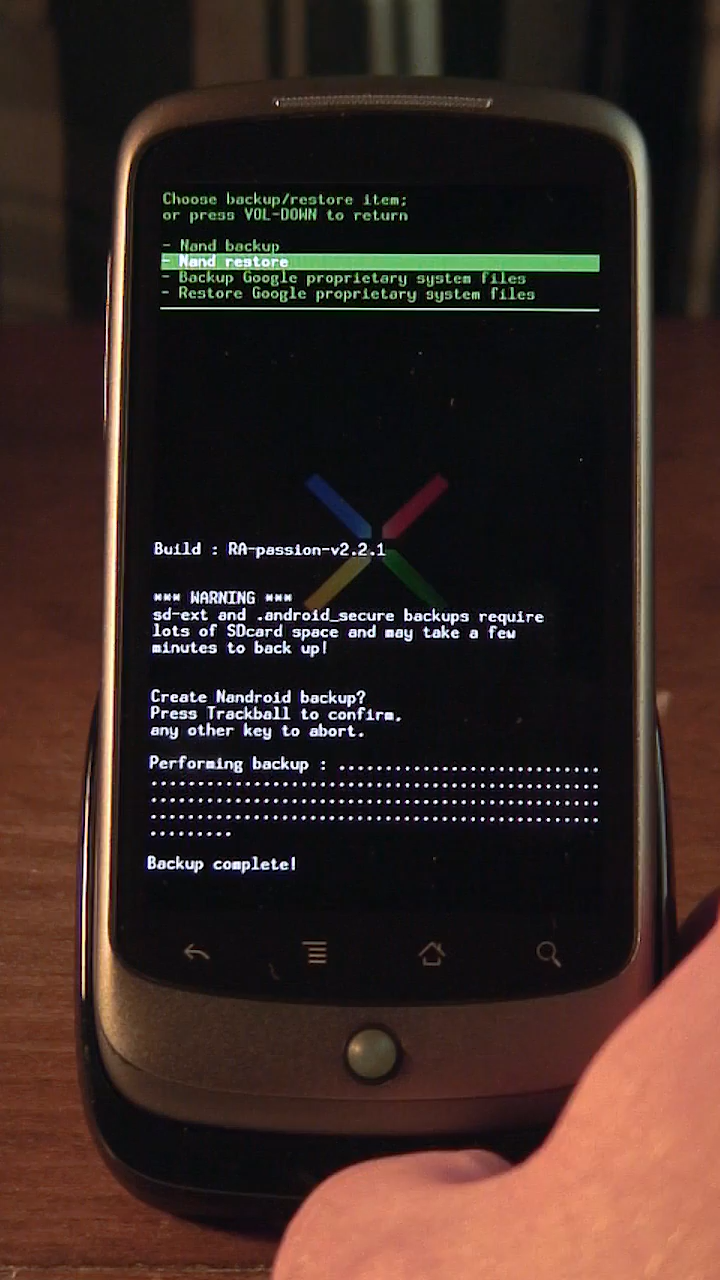 Choose backup/restore item;
or press VOL-DOWN to return
- Nand backup
- Nand restore
- Backup Google proprietary system files
- Restore Google proprietary system files
Build : RA-passion-v2.2.1
*** WARNING ***
sd-ext and .android_secure backups require
lots of SDcard space and may take a few
minutes to back up!
Create Nandroid backup?
Press Trackball to confirm,
any other key to abort.
Performing backup : .............................
.................................................
.................................................
.................................................
.........
Backup complete!